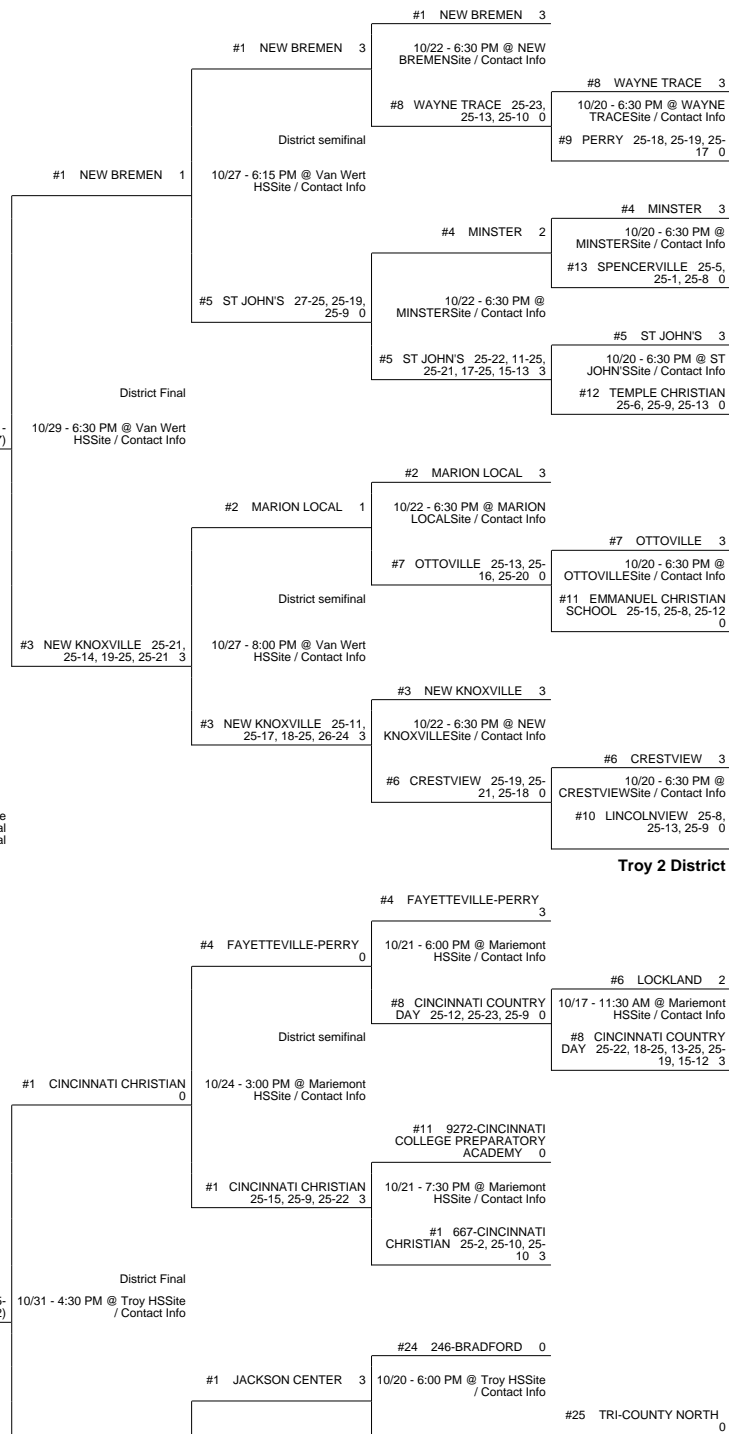 #1 NEW BREMEN 3
#1 NEW BREMEN 3
10/22 - 6:30 PM @ NEW
BREMENSite / Contact Info
#8 WAYNE TRACE 3
#8 WAYNE TRACE 25-23,
25-13, 25-10 0
10/20 - 6:30 PM @ WAYNE
TRACESite / Contact Info
District semifinal
#9 PERRY 25-18, 25-19, 25-
17 0
#1 NEW BREMEN 1
10/27 - 6:15 PM @ Van Wert
HSSite / Contact Info
#4 MINSTER 3
#4 MINSTER 2
10/20 - 6:30 PM @
MINSTERSite / Contact Info
#13 SPENCERVILLE 25-5,
25-1, 25-8 0
#5 ST JOHN'S 27-25, 25-19,
25-9 0
10/22 - 6:30 PM @
MINSTERSite / Contact Info
#5 ST JOHN'S 3
#5 ST JOHN'S 25-22, 11-25,
25-21, 17-25, 15-13 3
10/20 - 6:30 PM @ ST
JOHN'SSite / Contact Info
District Final
#12 TEMPLE CHRISTIAN
25-6, 25-9, 25-13 0
10/29 - 6:30 PM @ Van Wert
HSSite / Contact Info
#2 MARION LOCAL 3
#2 MARION LOCAL 1
10/22 - 6:30 PM @ MARION
LOCALSite / Contact Info
#7 OTTOVILLE 3
#7 OTTOVILLE 25-13, 25-
16, 25-20 0
10/20 - 6:30 PM @
OTTOVILLESite / Contact Info
District semifinal
#11 EMMANUEL CHRISTIAN
SCHOOL 25-15, 25-8, 25-12
0
#3 NEW KNOXVILLE 25-21,
25-14, 19-25, 25-21 3
10/27 - 8:00 PM @ Van Wert
HSSite / Contact Info
#3 NEW KNOXVILLE 3
#3 NEW KNOXVILLE 25-11,
25-17, 18-25, 26-24 3
10/22 - 6:30 PM @ NEW
KNOXVILLESite / Contact Info
#6 CRESTVIEW 3
#6 CRESTVIEW 25-19, 25-
21, 25-18 0
10/20 - 6:30 PM @
CRESTVIEWSite / Contact Info
#10 LINCOLNVIEW 25-8,
25-13, 25-9 0
Troy 2 District
#4 FAYETTEVILLE-PERRY
3
#4 FAYETTEVILLE-PERRY
0
10/21 - 6:00 PM @ Mariemont
HSSite / Contact Info
#6 LOCKLAND 2
#8 CINCINNATI COUNTRY
DAY 25-12, 25-23, 25-9 0
10/17 - 11:30 AM @ Mariemont
HSSite / Contact Info
District semifinal
#8 CINCINNATI COUNTRY
DAY 25-22, 18-25, 13-25, 25-
19, 15-12 3
#1 CINCINNATI CHRISTIAN
0
10/24 - 3:00 PM @ Mariemont
HSSite / Contact Info
#11 9272-CINCINNATI
COLLEGE PREPARATORY
ACADEMY 0
#1 CINCINNATI CHRISTIAN
25-15, 25-9, 25-22 3
10/21 - 7:30 PM @ Mariemont
HSSite / Contact Info
#1 667-CINCINNATI
CHRISTIAN 25-2, 25-10, 25-
10 3
District Final
10/31 - 4:30 PM @ Troy HSSite
/ Contact Info
#24 246-BRADFORD 0
#1 JACKSON CENTER 3
10/20 - 6:00 PM @ Troy HSSite
/ Contact Info
#25 TRI-COUNTY NORTH
0